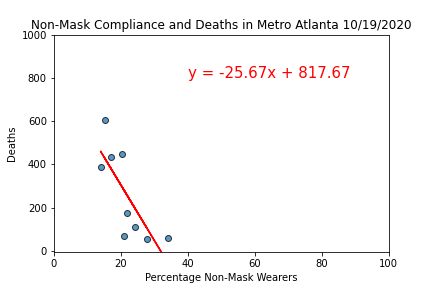 Non-Mask Compliance and Deaths in Metro Atlanta 10/19/2020
1000
800
600
400
200
0
y = -25.67x + 817.67
Deaths
0 20 40 60 80 100
Percentage Non-Mask Wearers